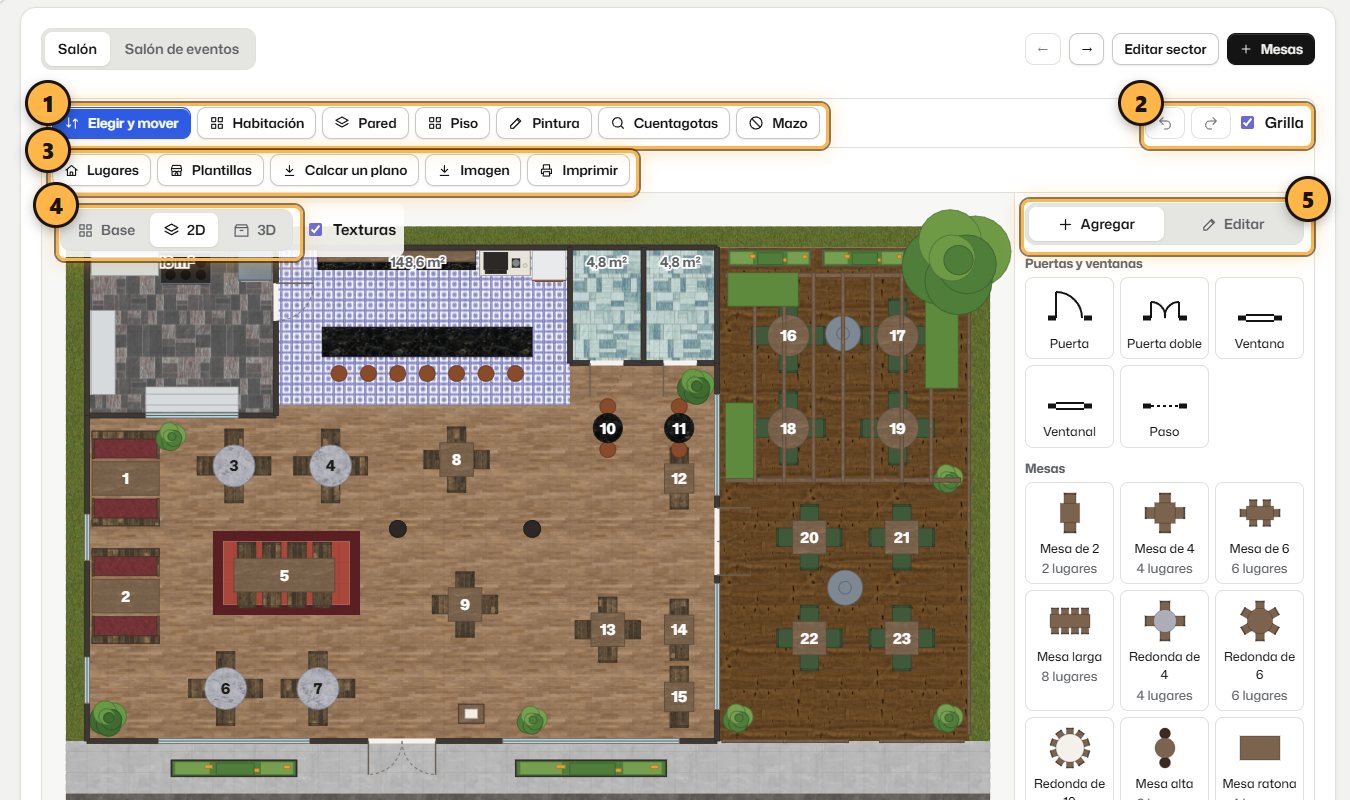 Salón Salón de eventos ← → Editar sector + Mesas
1 2
Elegir y mover Habitación Pared Piso Pintura Cuentagotas Mazo Grilla
3
Lugares Plantillas Calcar un plano Imagen Imprimir
4 5
Base 2D 3D Texturas + Agregar Editar
148,6 m² 4,8 m² 4,8 m²
Puertas y ventanas
16 17
Puerta Puerta doble Ventana
10 11 18 19
Ventanal Paso
3 4 8
1 12
Mesas
20 21
Mesa de 2 Mesa de 4 Mesa de 6
2 lugares 4 lugares 6 lugares
5
2 9
13 14 22 23
Mesa larga Redonda de 4 Redonda de 6
8 lugares 4 lugares 6 lugares
6 7 15
Redonda de Mesa alta Mesa ratona